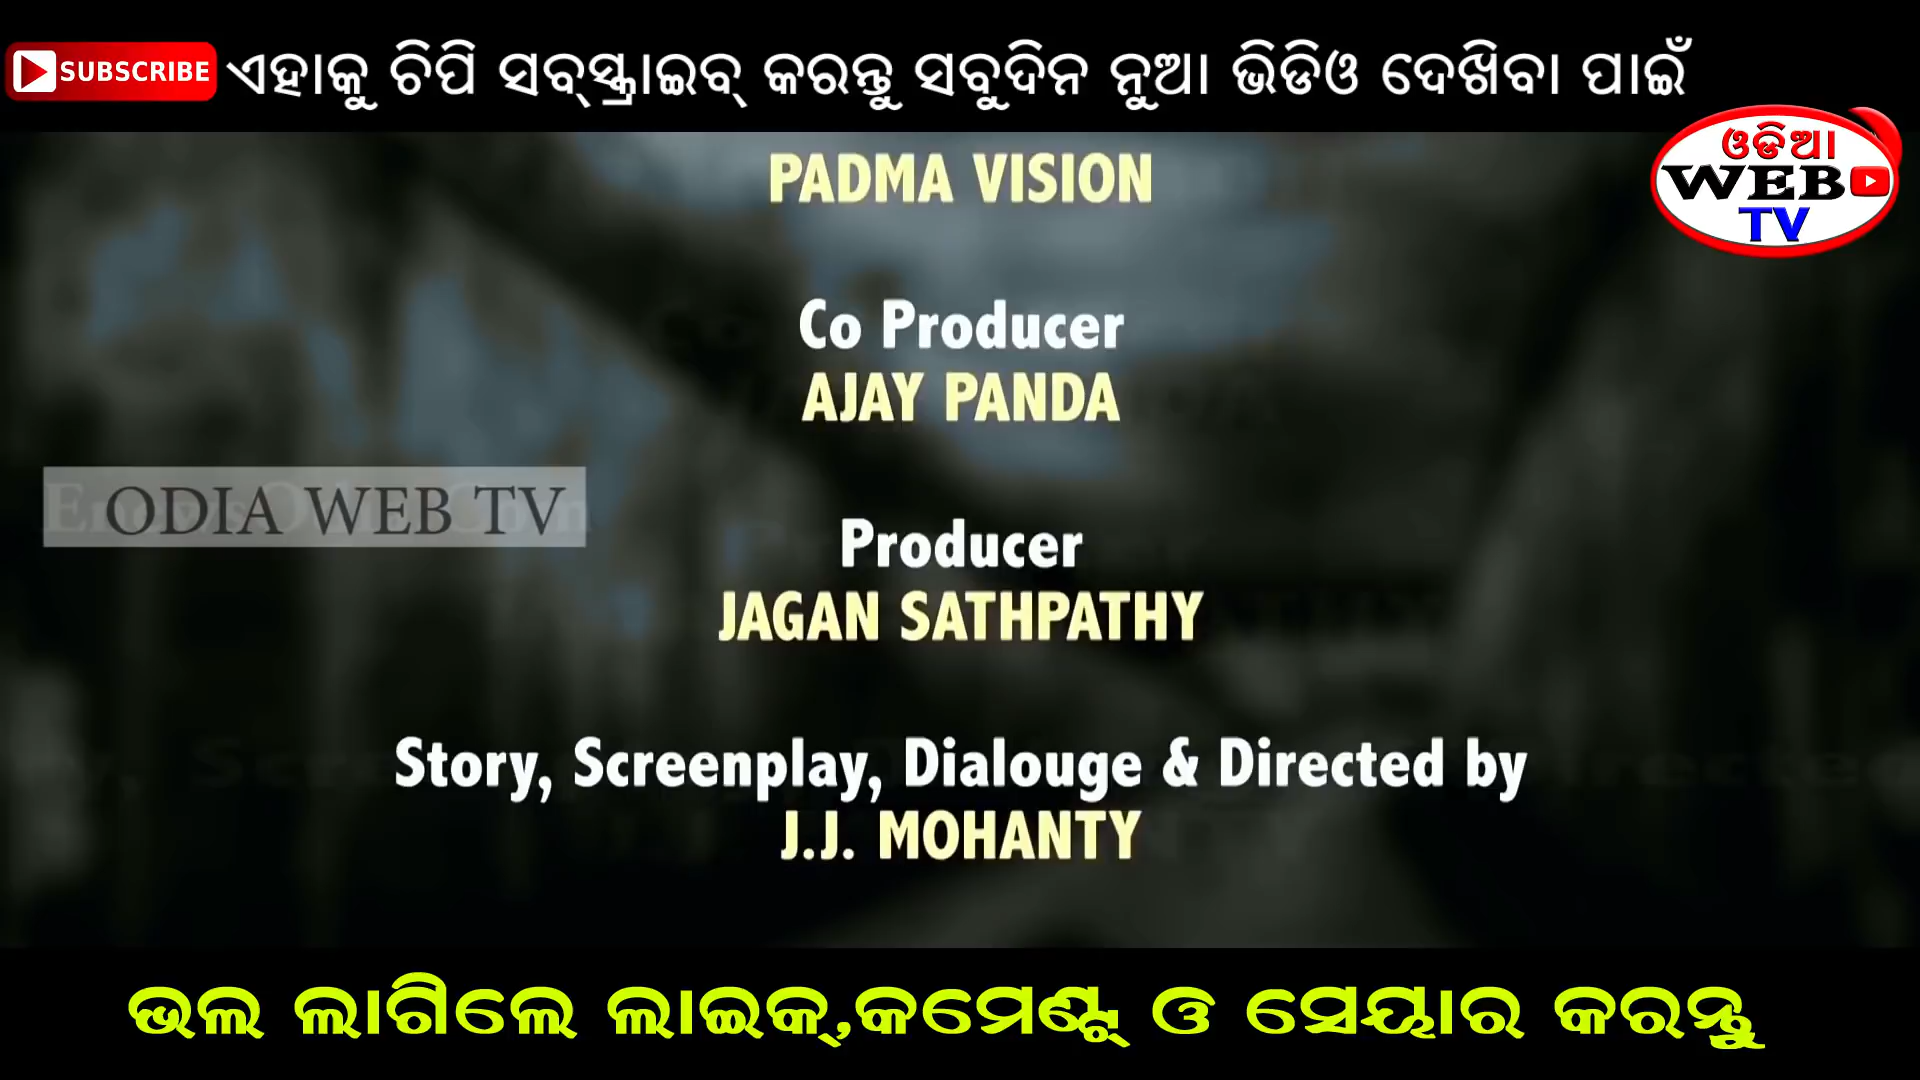 SUBSCRIBE ଏହାକୁ ଚିପି ସବ୍‌ସ୍କ୍ରାଇବ୍ କରନ୍ତୁ ସବୁଦିନ ନୁଆ ଭିଡିଓ ଦେଖିବା ପାଇଁ
ଓଡିଆ
WEB
TV
PADMA VISION
Co Producer
AJAY PANDA
ODIA WEB TV
Producer
JAGAN SATHPATHY
Story, Screenplay, Dialouge & Directed by
J.J. MOHANTY
ଭଲ ଲାଗିଲେ ଲାଇକ୍,କମେଣ୍ଟ୍ ଓ ସେୟାର କରନ୍ତୁ